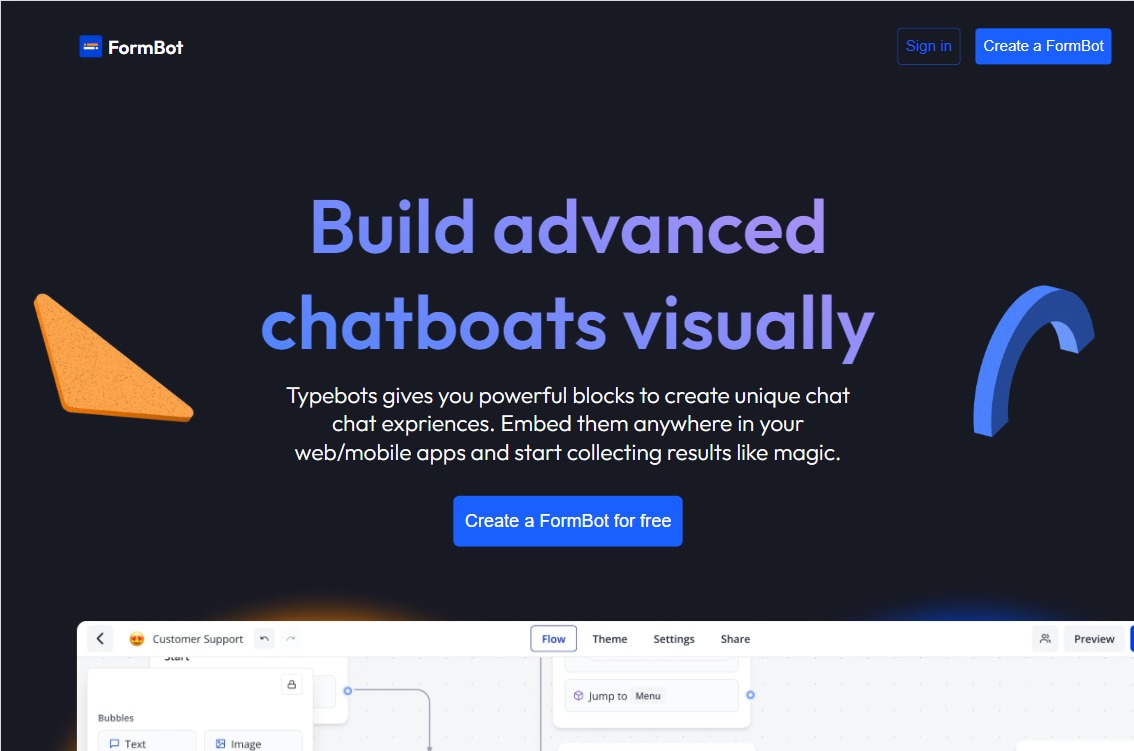 FormBot
Sign in
Create a FormBot
Build advanced
chatboats visually
Typebots gives you powerful blocks to create unique chat
chat expriences. Embed them anywhere in your
web/mobile apps and start collecting results like magic.
Create a FormBot for free
Customer Support
Flow
Theme
Settings
Share
Preview
Start
Jump to Menu
Bubbles
Text
Image